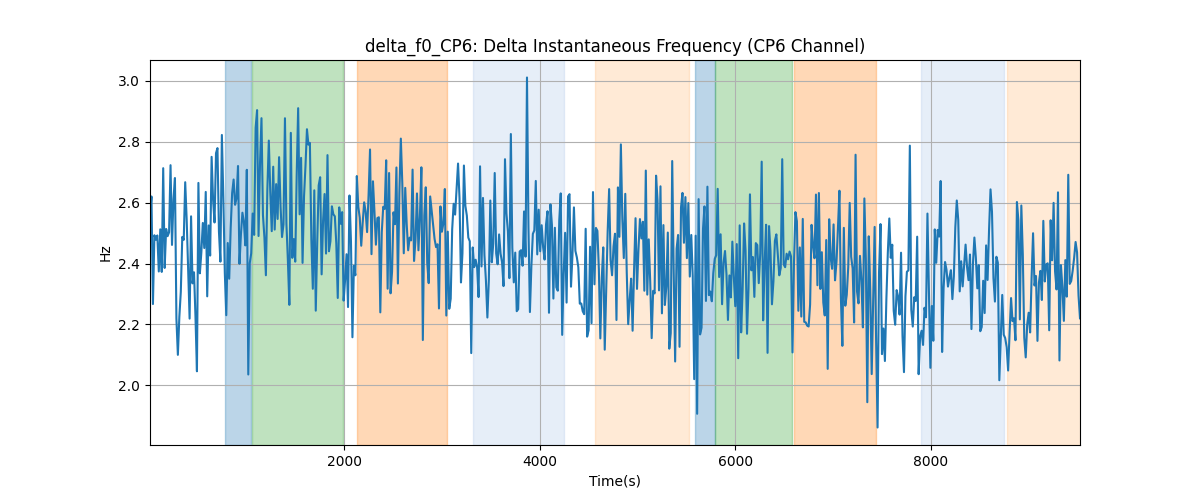 delta_f0_CP6: Delta Instantaneous Frequency (CP6 Channel)
3.0
2.8
2.6
2.4
2.2
2.0
Hz
2000 4000 6000 8000
Time(s)